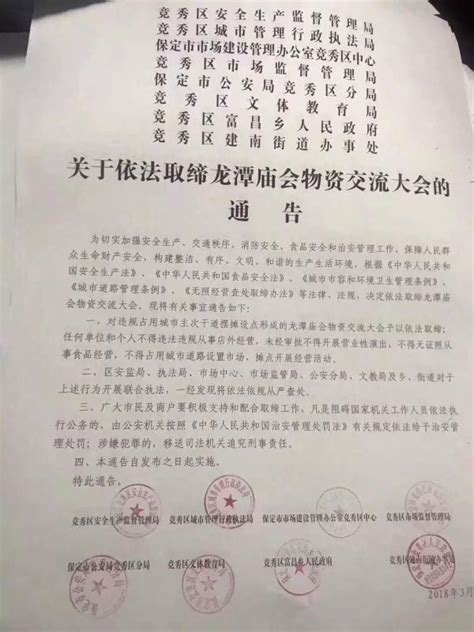 竞秀区安全生产监督管理局
竞秀区城市管理行政执法局
保定市市场建设管理办公室竞秀区中心
竞秀区市场监督管理局
保定市公安局竞秀区分局
竞秀区文体教育局
竞秀区富昌乡人民政府
竞秀区建南街道办事处
关于依法取缔龙潭庙会物资交流大会的
通告
为切实加强安全生产、交通秩序、消防安全、食品安全和治安管理工作，保障人民群
众生命财产安全，构建整洁、有序、文明、和谐的生产生活环境，根据《中华人民共和
国安全生产法》、《中华人民共和国食品安全法》、《城市市容和环境卫生管理条例》、
《城市道路管理条例》、《无照经营查处取缔办法》等法律、法规，决定依法取缔龙潭庙
会物资交流大会。现将有关事宜通告如下：
一、对违规占用城市主次干道摆摊设点形成的龙潭庙会物资交流大会予以依法取缔；
任何单位和个人不得违法违规从事店外经营，未经审批不得开展营业性演出，不得无证照从
事食品经营，不得占用城市道路设置市场、摊点开展经营活动。
二、区安监局、执法局、市场中心、市场监管局、公安分局、文教局及乡、街道对于
上述行为开展联合执法，一经发现将依法依规从严查处。
三、广大市民及商户要积极支持和配合取缔工作，凡是阻碍国家机关工作人员依法执
行公务的，由公安机关按照《中华人民共和国治安管理处罚法》有关规定依法给予治安管
理处罚；涉嫌犯罪的，移送司法机关追究刑事责任。
四、本通告自发布之日起实施。
特此通告。
竞秀区安全生产监督管理局 竞秀区城市管理行政执法局 保定市市场建设管理办公室竞秀区中心 竞秀区市场监督管理局
保定市公安局竞秀区分局 竞秀区文体教育局 竞秀区富昌乡人民政府 竞秀区建南街道办事处
2018年3月